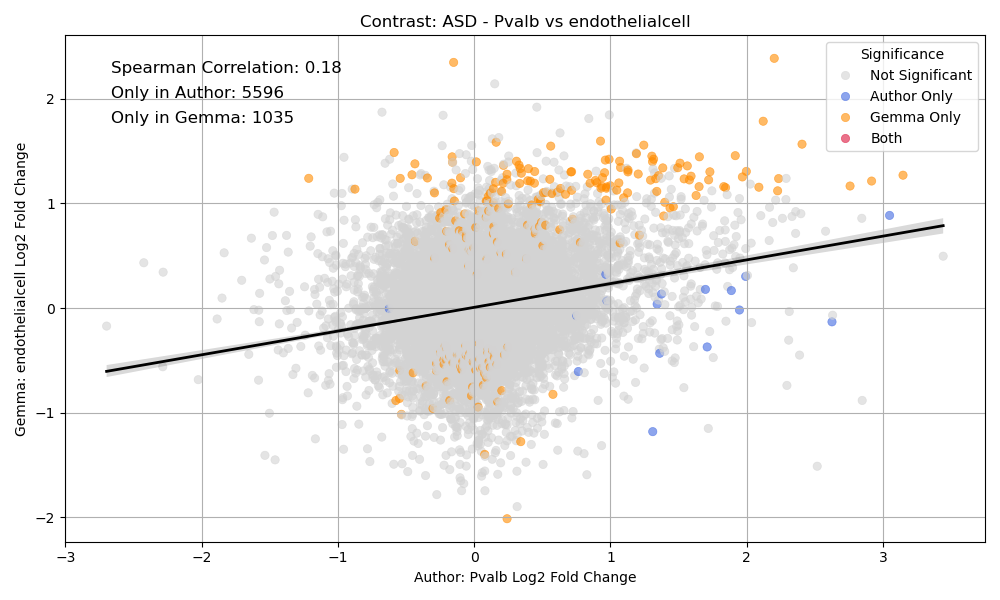 Contrast: ASD - Pvalb vs endothelialcell
Spearman Correlation: 0.18
Only in Author: 5596
Only in Gemma: 1035
Significance
Not Significant
Author Only
Gemma Only
Both
Gemma: endothelialcell Log2 Fold Change
2
1
0
−1
−2
−3
−2
−1
0
1
2
3
Author: Pvalb Log2 Fold Change